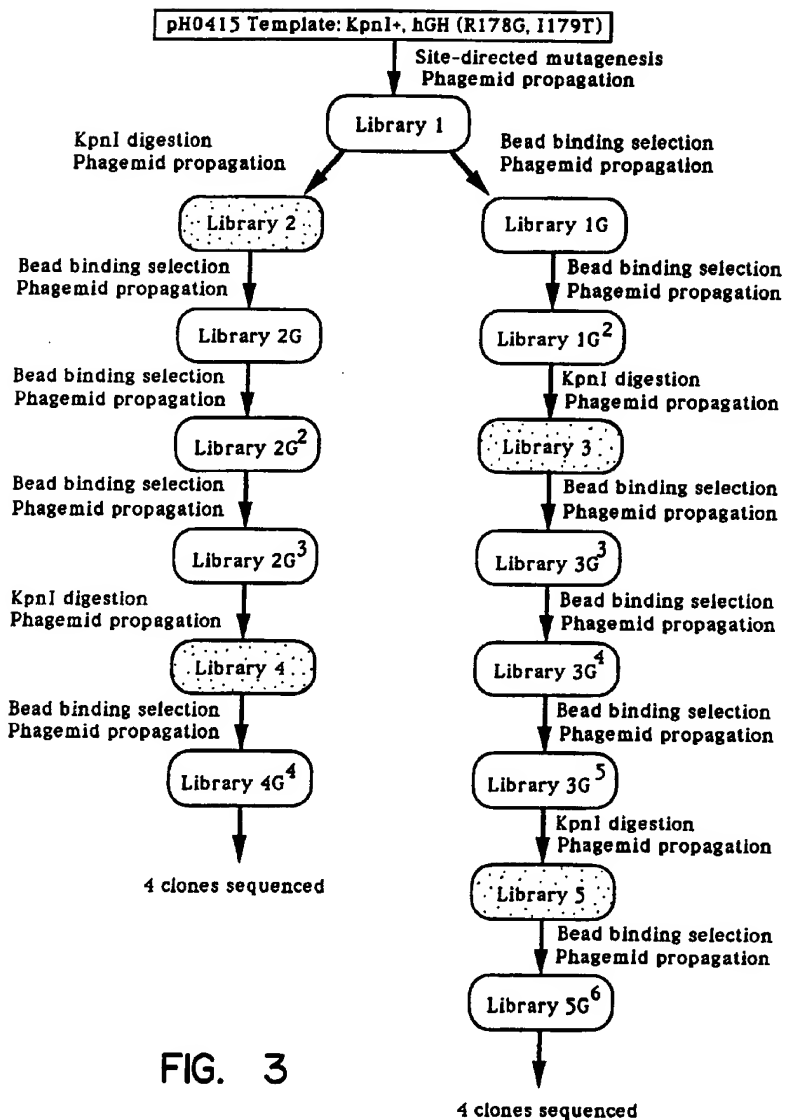 pH0415 Template: KpnI+, hGH (R178G, I179T)
Site-directed mutagenesis
Phagemid propagation
Library 1
KpnI digestion
Phagemid propagation
Bead binding selection
Phagemid propagation
Library 2
Library 1G
Bead binding selection
Phagemid propagation
Bead binding selection
Phagemid propagation
Library 2G
Library 1G²
Bead binding selection
Phagemid propagation
KpnI digestion
Phagemid propagation
Library 2G²
Library 3
Bead binding selection
Phagemid propagation
Bead binding selection
Phagemid propagation
Library 2G³
Library 3G³
KpnI digestion
Phagemid propagation
Bead binding selection
Phagemid propagation
Library 4
Library 3G⁴
Bead binding selection
Phagemid propagation
Bead binding selection
Phagemid propagation
Library 4G⁴
Library 3G⁵
KpnI digestion
Phagemid propagation
4 clones sequenced
Library 5
Bead binding selection
Phagemid propagation
Library 5G⁶
FIG. 3
4 clones sequenced